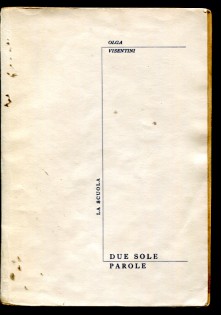 OLGA
VISENTINI
LA SCUOLA
DUE SOLE
PAROLE